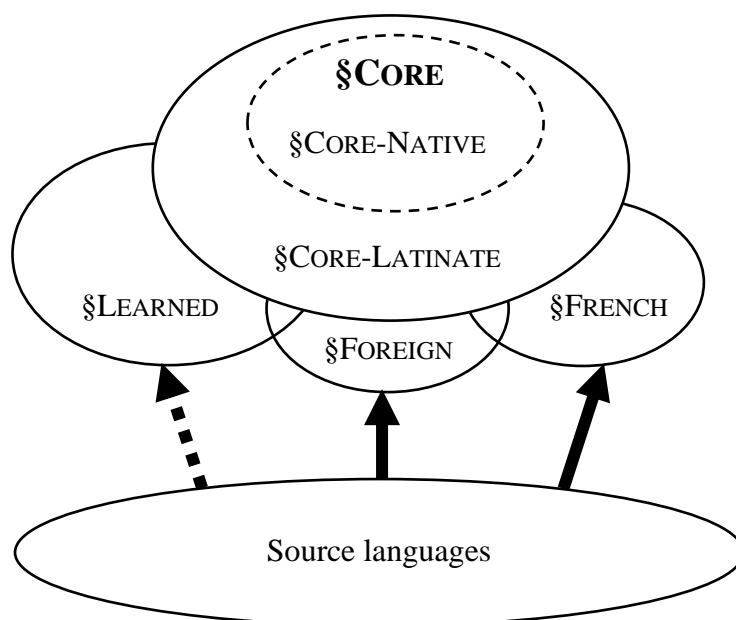 §CORE
§CORE-NATIVE
§CORE-LATINATE
§LEARNED
§FRENCH
§FOREIGN
Source languages